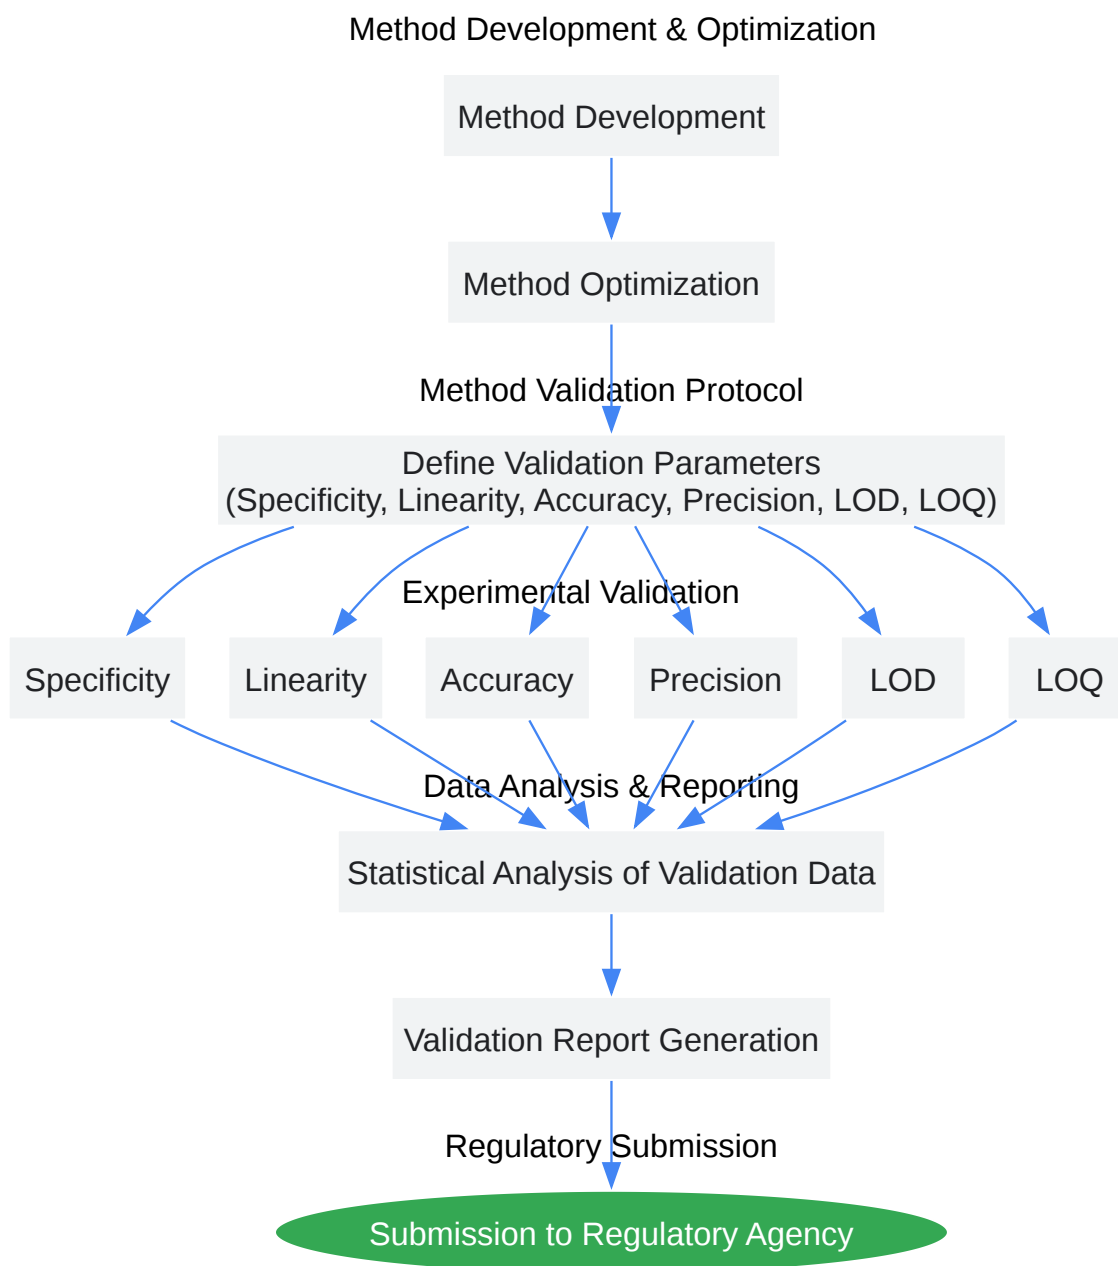 Method Development & Optimization
Method Development
Method Optimization
Method Validation Protocol
Define Validation Parameters
(Specificity, Linearity, Accuracy, Precision, LOD, LOQ)
Experimental Validation
Specificity
Linearity
Accuracy
Precision
LOD
LOQ
Data Analysis & Reporting
Statistical Analysis of Validation Data
Validation Report Generation
Regulatory Submission
Submission to Regulatory Agency